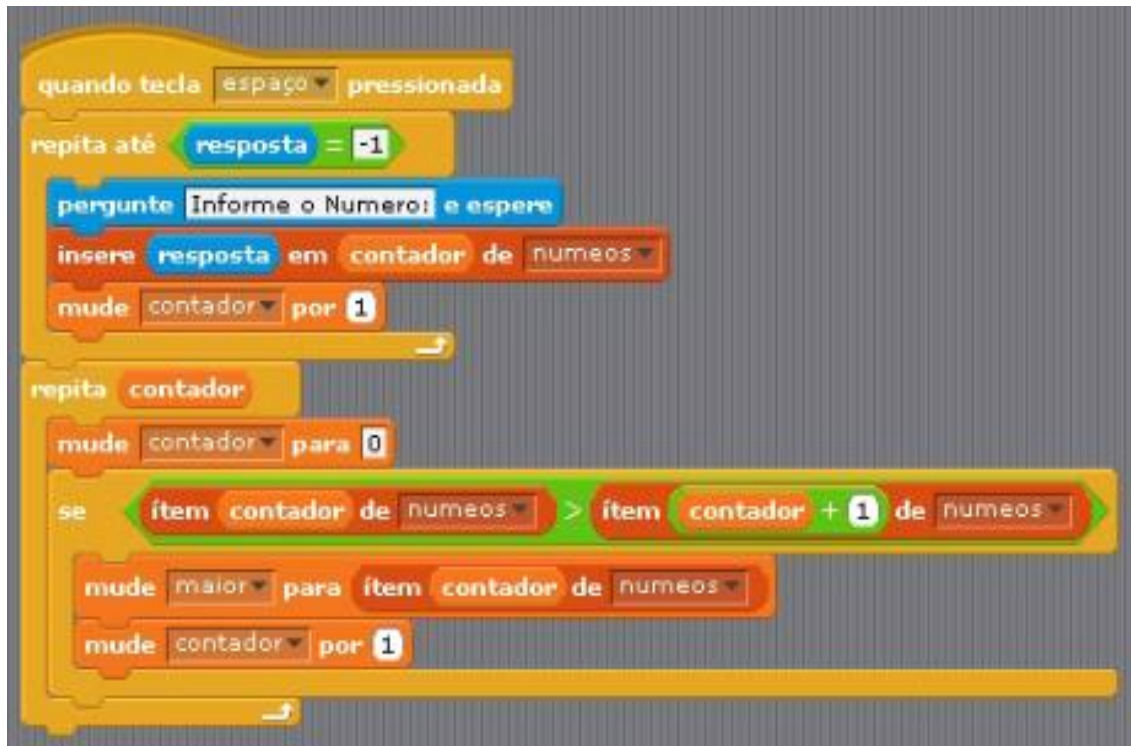 quando tecla espaço pressionada
repita até resposta = -1
pergunte Informe o Numero: e espere
insere resposta em contador de numeos
mude contador por 1
repita contador
mude contador para 0
se ítem contador de numeos > ítem contador + 1 de numeos
mude maior para ítem contador de numeos
mude contador por 1